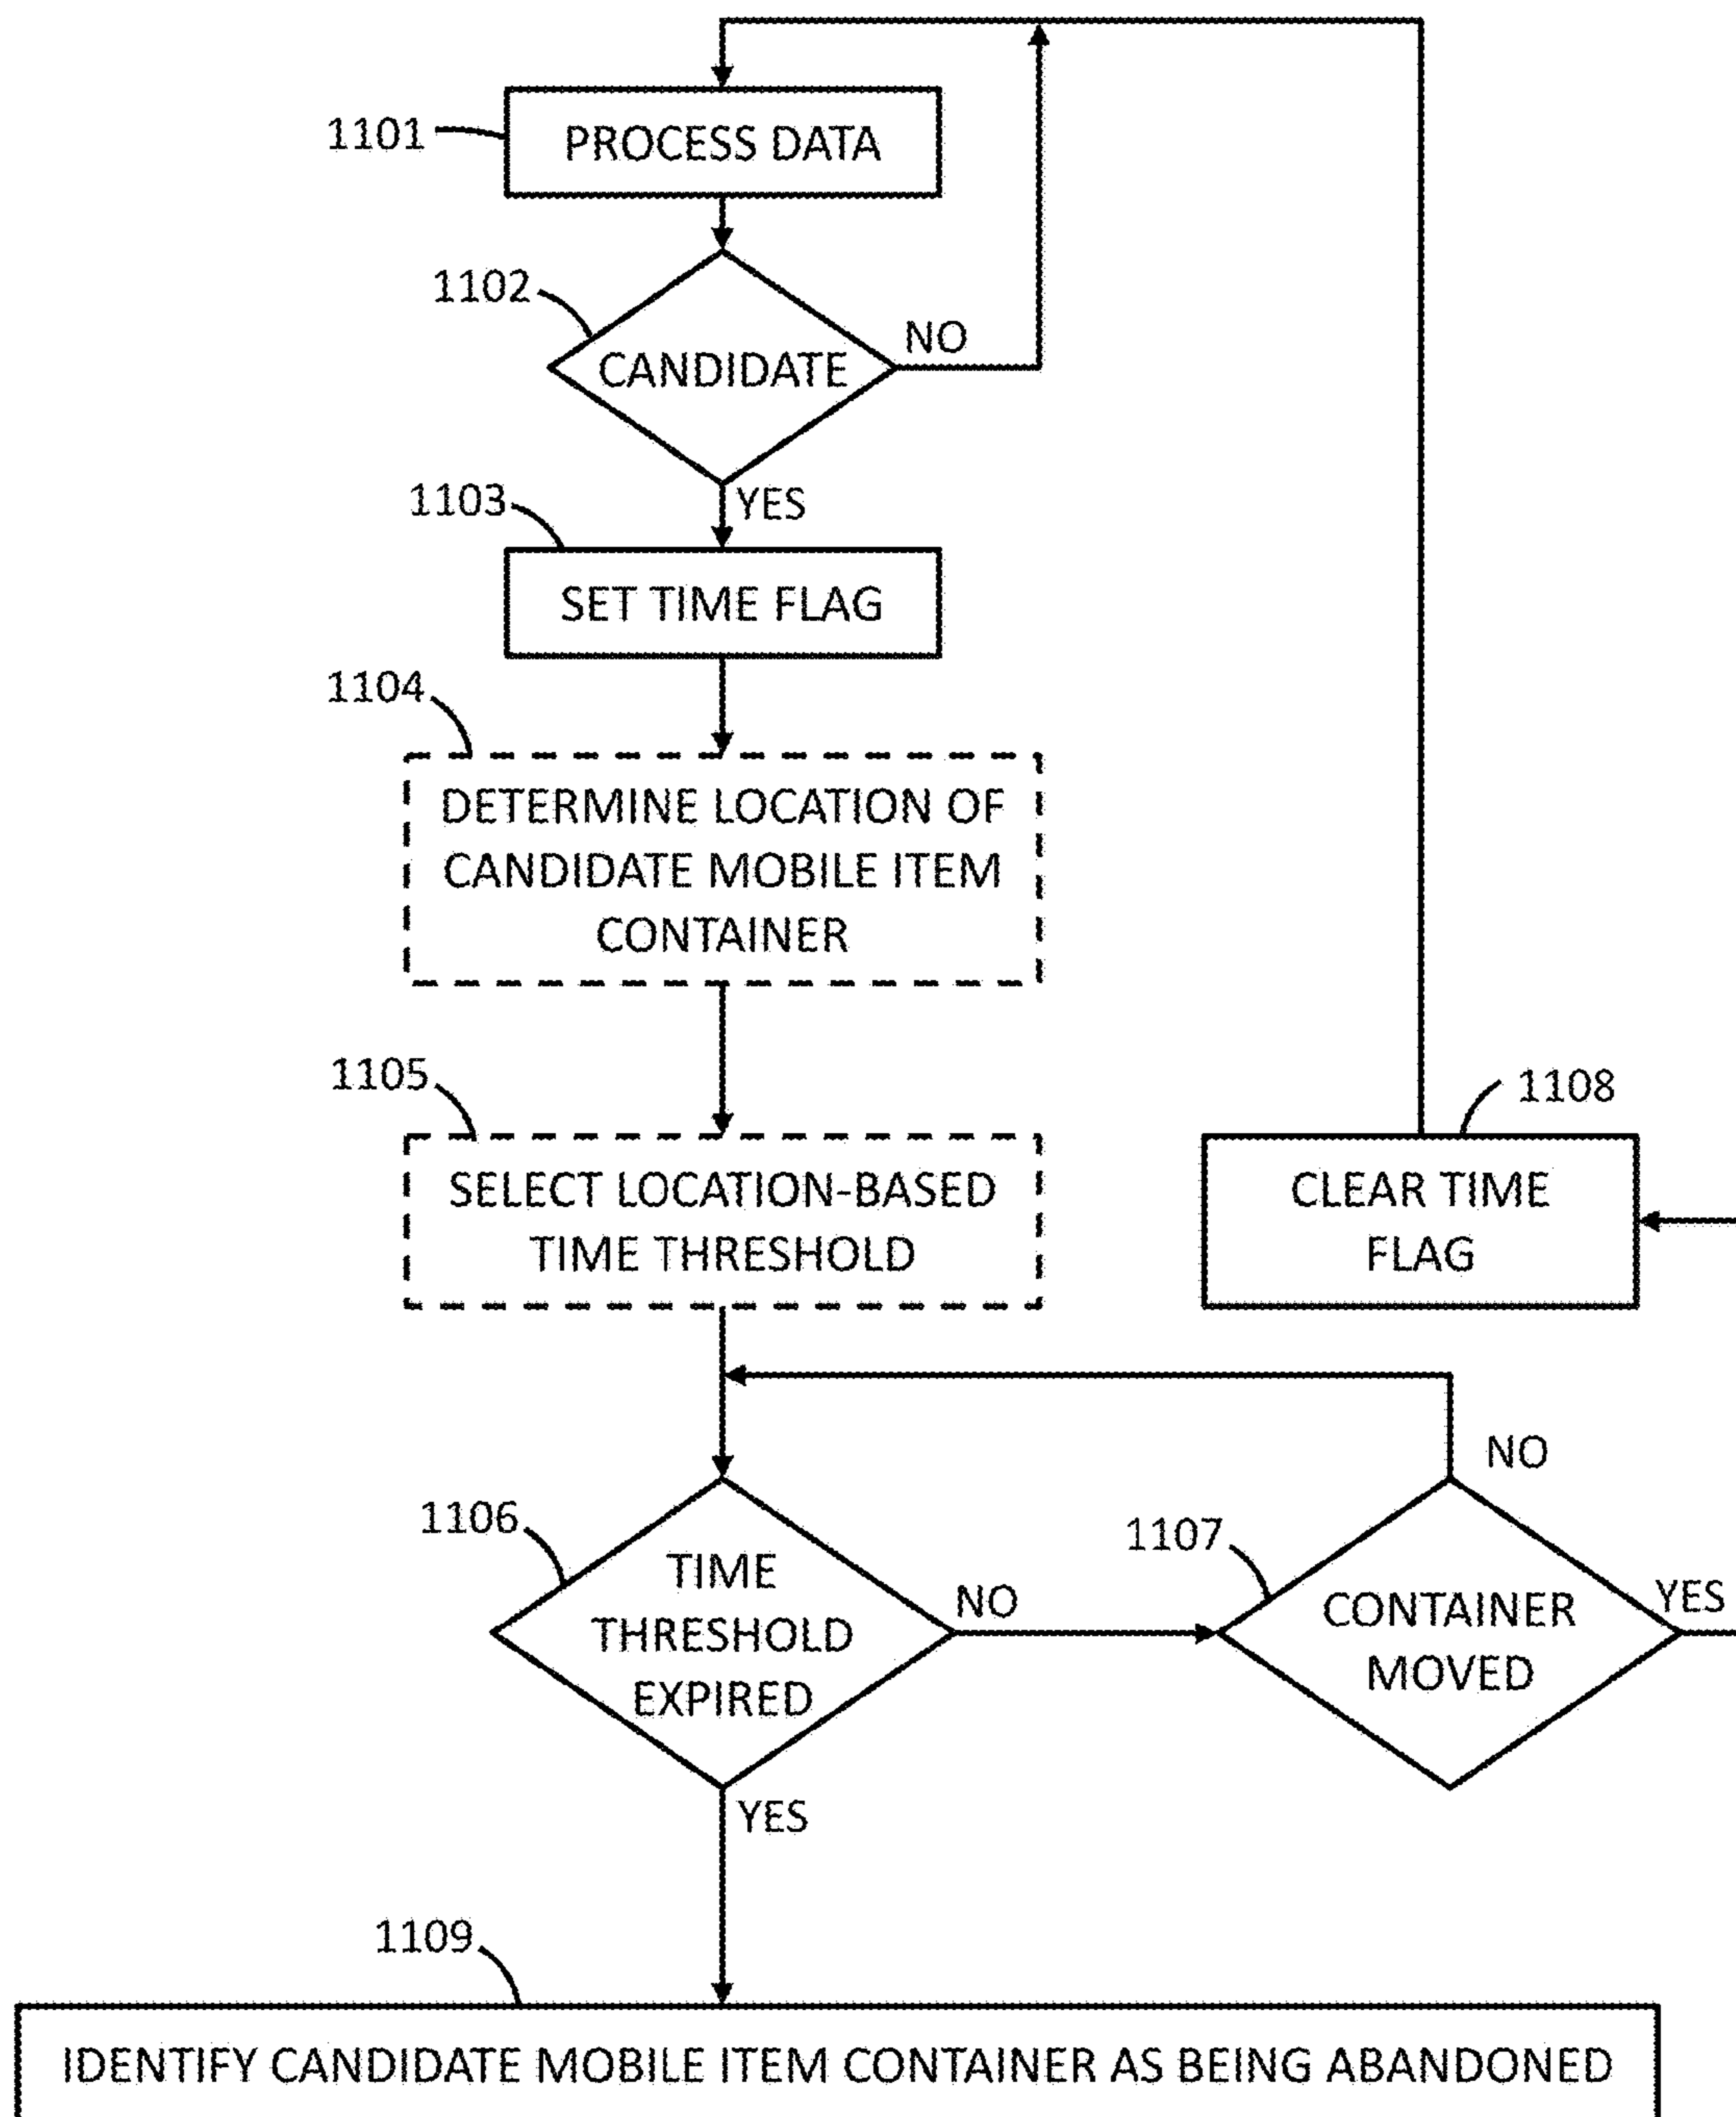 1101
PROCESS DATA
1102
CANDIDATE
NO
YES
1103
SET TIME FLAG
1104
DETERMINE LOCATION OF
CANDIDATE MOBILE ITEM
CONTAINER
1105
SELECT LOCATION-BASED
TIME THRESHOLD
1108
CLEAR TIME
FLAG
1106
TIME
THRESHOLD
EXPIRED
NO
YES
1107
CONTAINER
MOVED
NO
YES
1109
IDENTIFY CANDIDATE MOBILE ITEM CONTAINER AS BEING ABANDONED